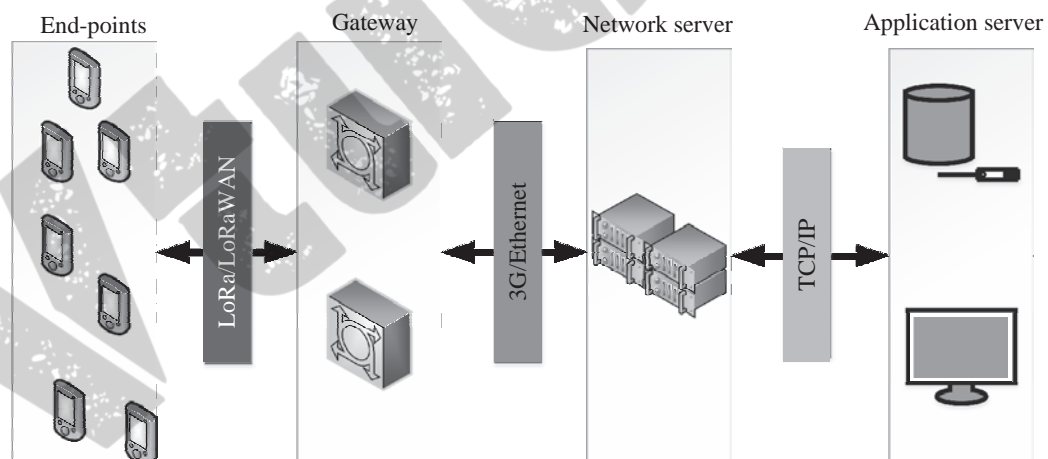 End-points
Gateway
Network server
Application server
LoRa/LoRaWAN
3G/Ethernet
TCP/IP